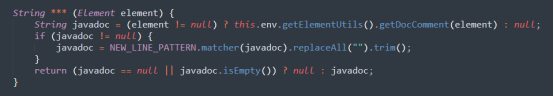 String *** (Element element) {
    String javadoc = (element != null) ? this.env.getElementUtils().getDocComment(element) : null;
    if (javadoc != null) {
        javadoc = NEW_LINE_PATTERN.matcher(javadoc).replaceAll("").trim();
    }
    return (javadoc == null || javadoc.isEmpty()) ? null : javadoc;
}